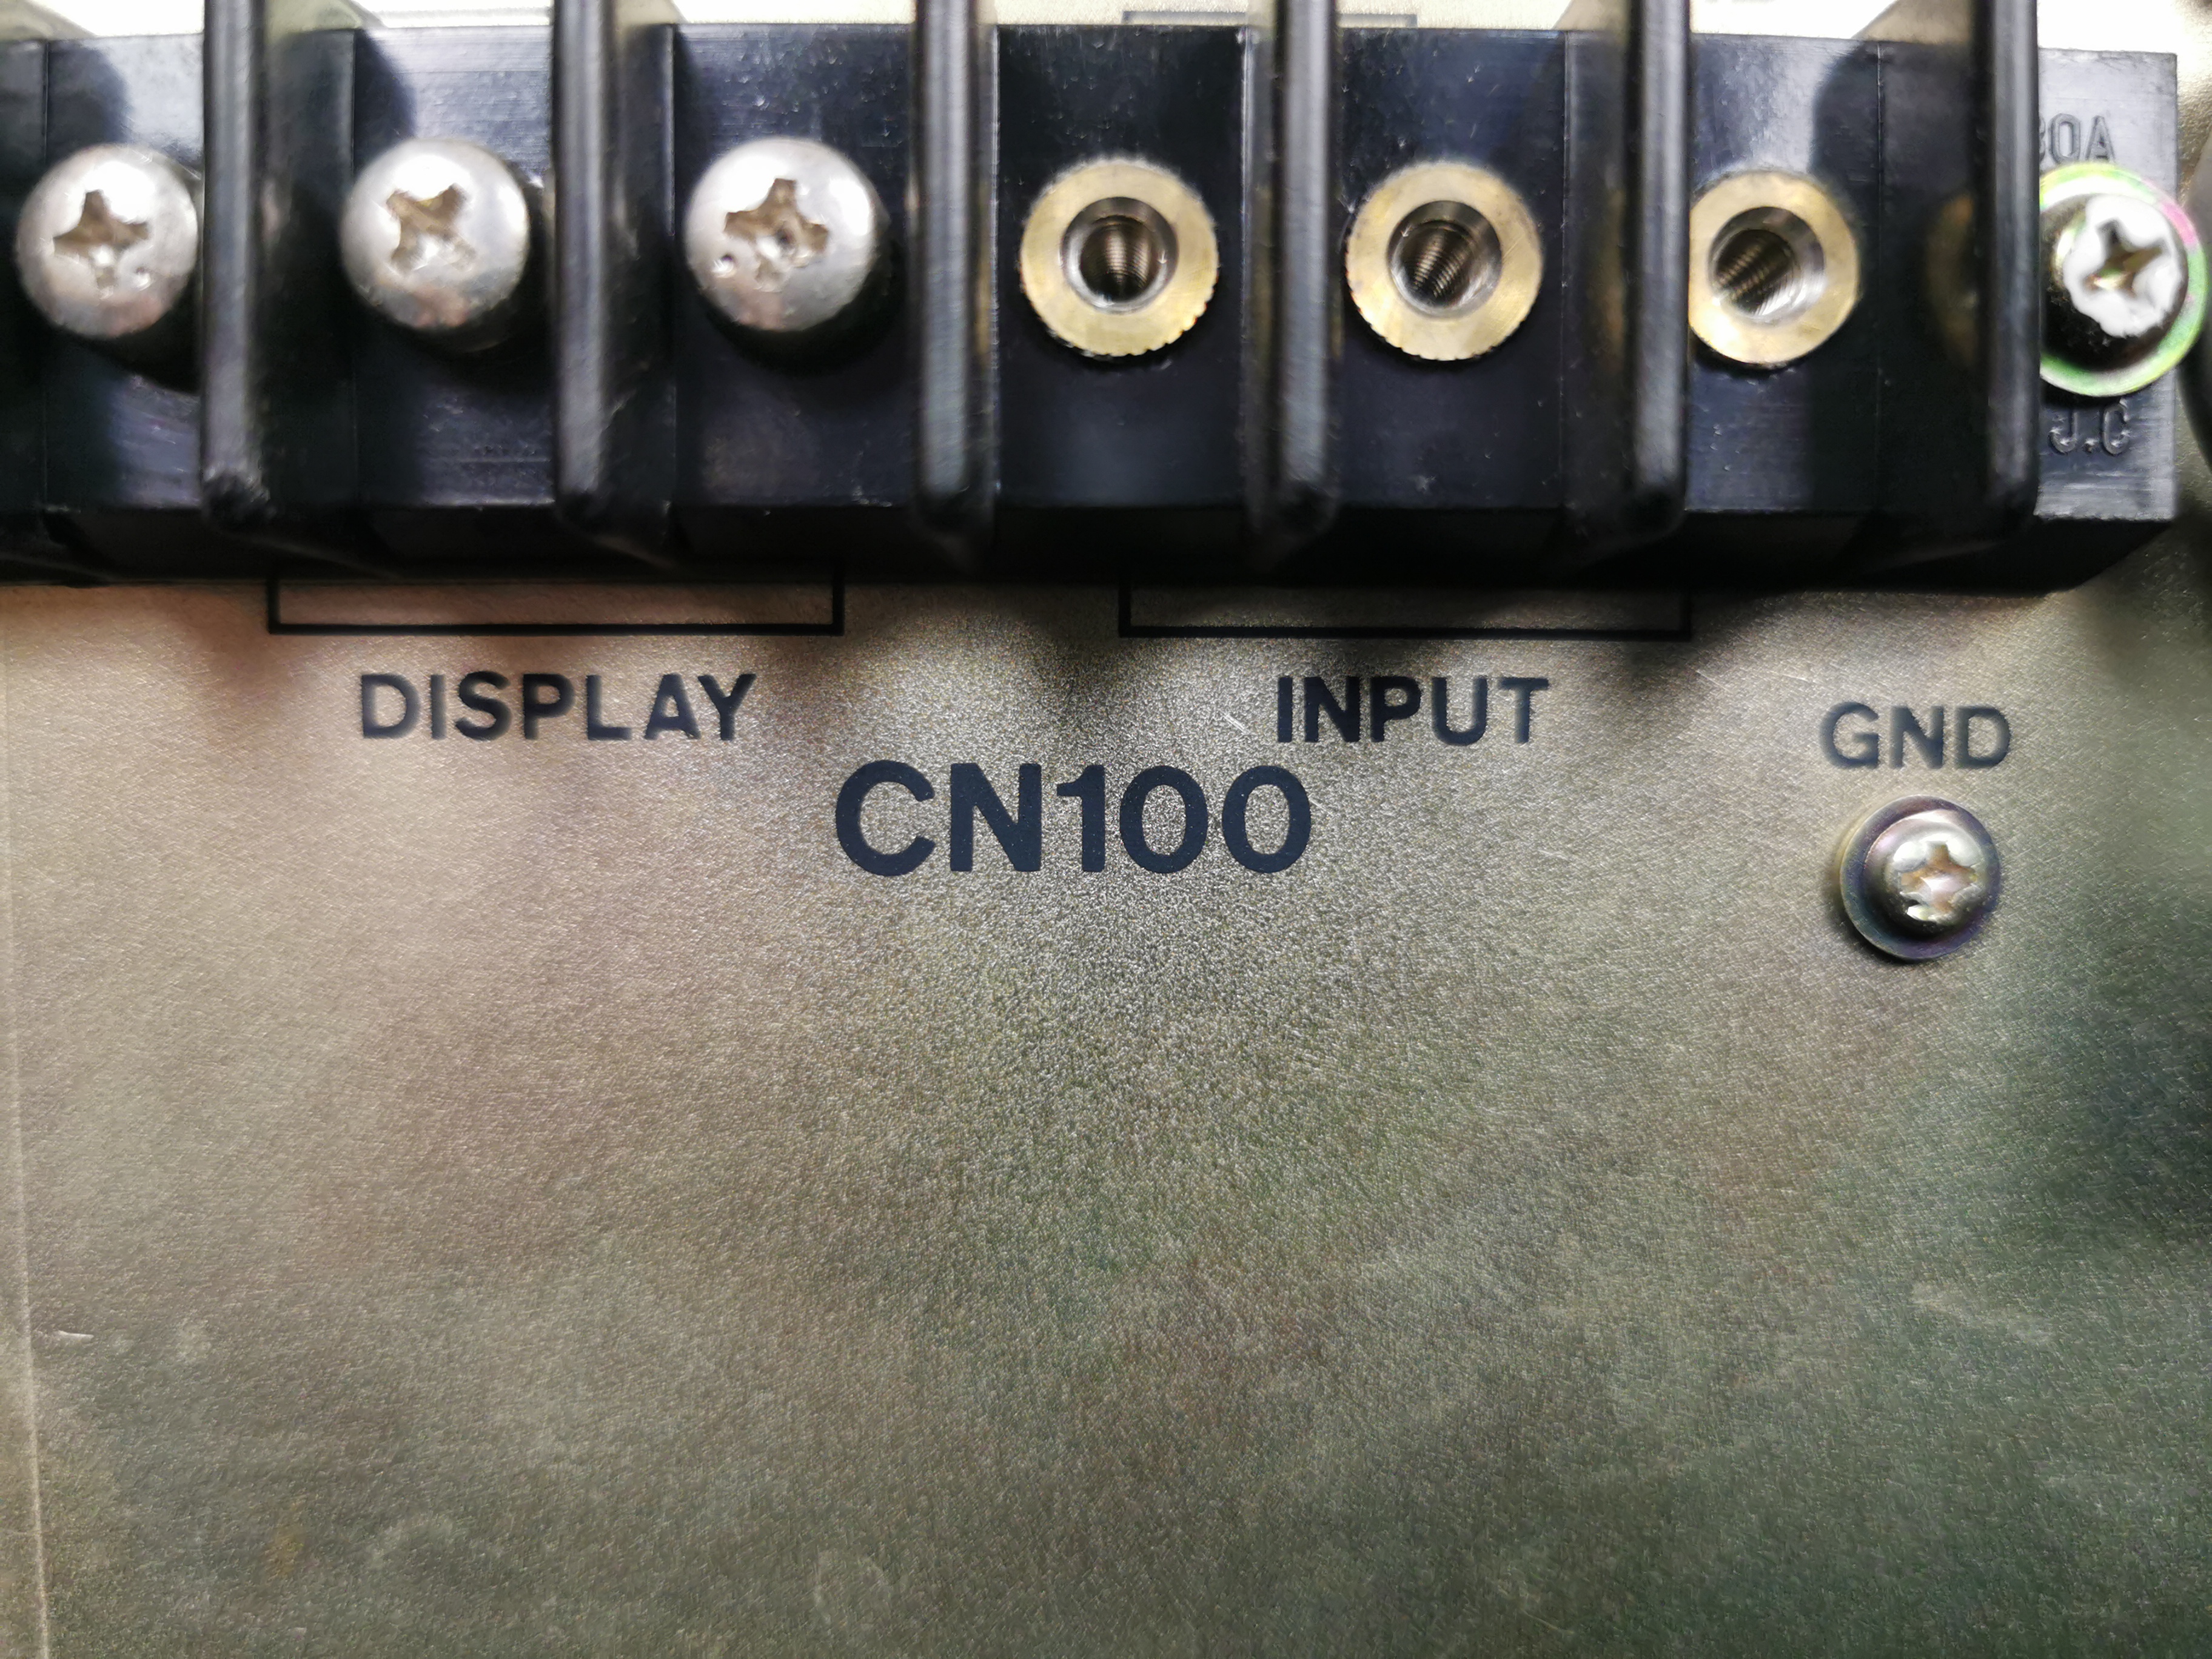 J.C
DISPLAY
INPUT
GND
CN100